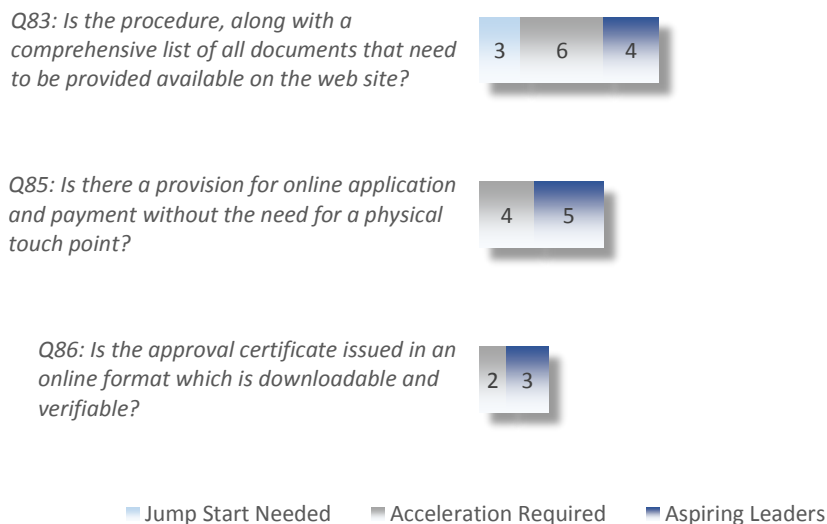 Q83: Is the procedure, along with a
comprehensive list of all documents that need
to be provided available on the web site?
3 6 4
Q85: Is there a provision for online application
and payment without the need for a physical
touch point?
4 5
Q86: Is the approval certificate issued in an
online format which is downloadable and
verifiable?
2 3
Jump Start Needed Acceleration Required Aspiring Leaders